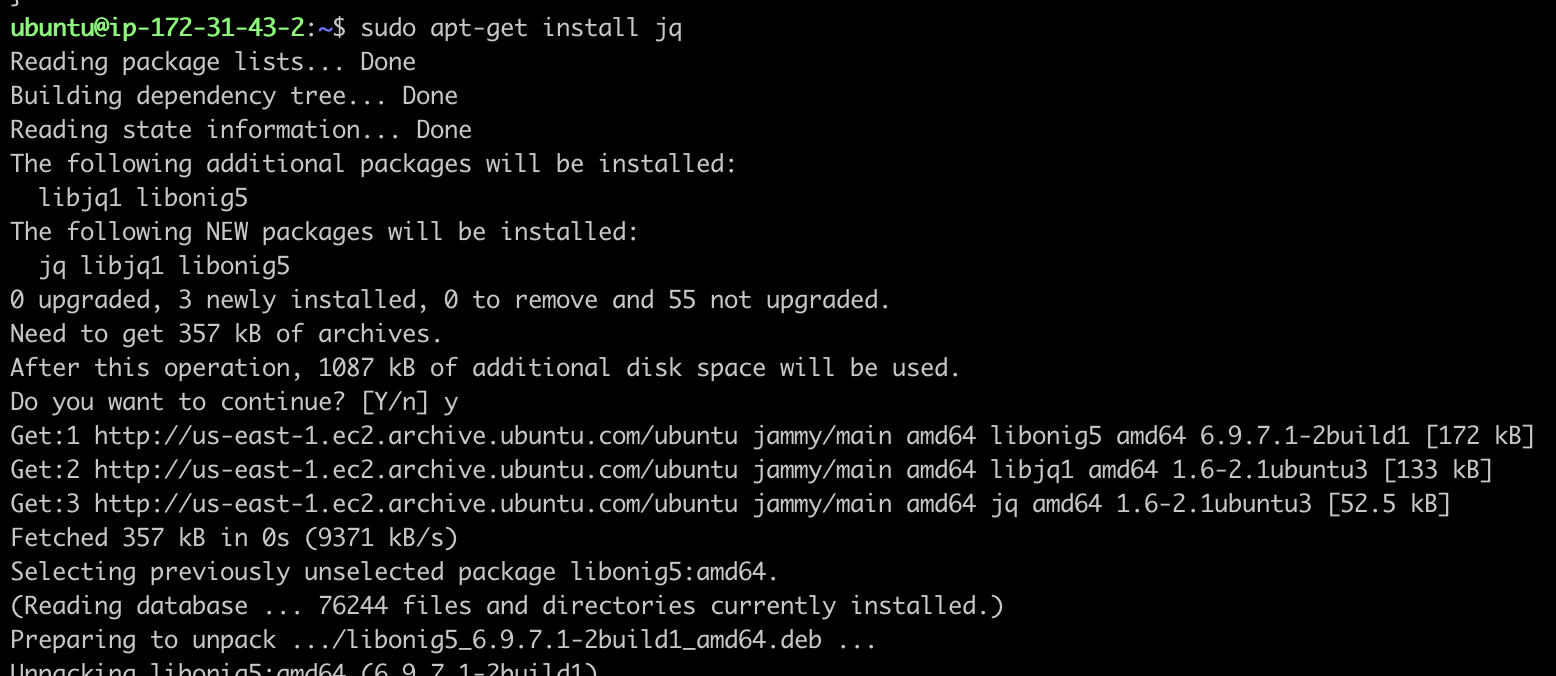 ubuntu@ip-172-31-43-2:~$ sudo apt-get install jq
Reading package lists... Done
Building dependency tree... Done
Reading state information... Done
The following additional packages will be installed:
  libjq1 libonig5
The following NEW packages will be installed:
  jq libjq1 libonig5
0 upgraded, 3 newly installed, 0 to remove and 55 not upgraded.
Need to get 357 kB of archives.
After this operation, 1087 kB of additional disk space will be used.
Do you want to continue? [Y/n] y
Get:1 http://us-east-1.ec2.archive.ubuntu.com/ubuntu jammy/main amd64 libonig5 amd64 6.9.7.1-2build1 [172 kB]
Get:2 http://us-east-1.ec2.archive.ubuntu.com/ubuntu jammy/main amd64 libjq1 amd64 1.6-2.1ubuntu3 [133 kB]
Get:3 http://us-east-1.ec2.archive.ubuntu.com/ubuntu jammy/main amd64 jq amd64 1.6-2.1ubuntu3 [52.5 kB]
Fetched 357 kB in 0s (9371 kB/s)
Selecting previously unselected package libonig5:amd64.
(Reading database ... 76244 files and directories currently installed.)
Preparing to unpack .../libonig5_6.9.7.1-2build1_amd64.deb ...
Unpacking libonig5:amd64 (6.9.7.1-2build1)